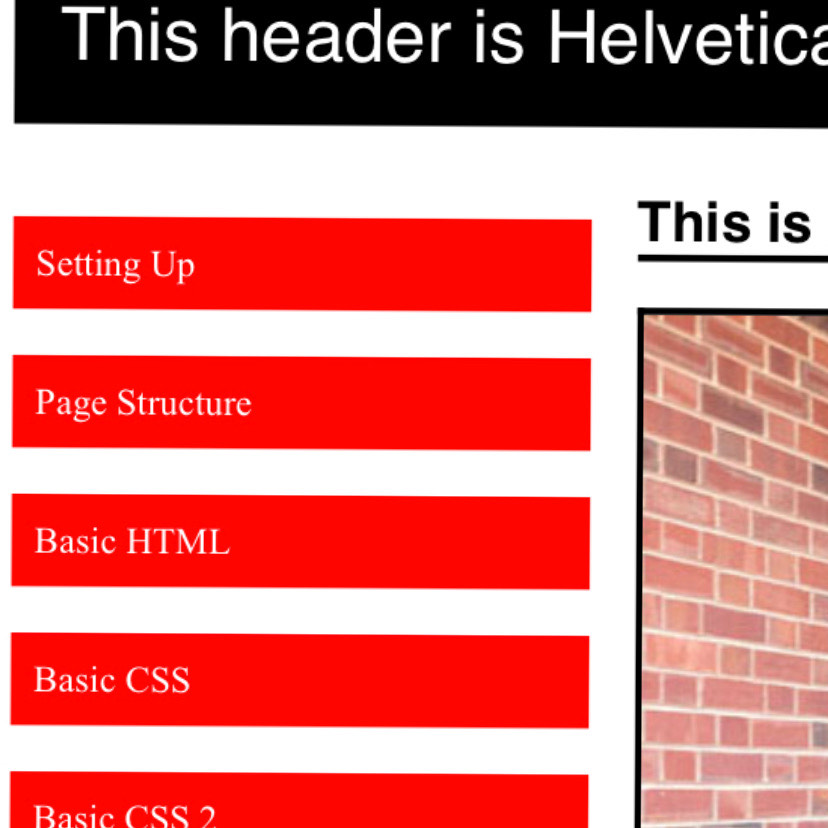 This header is Helvetica
This is
Setting Up
Page Structure
Basic HTML
Basic CSS
Basic CSS 2